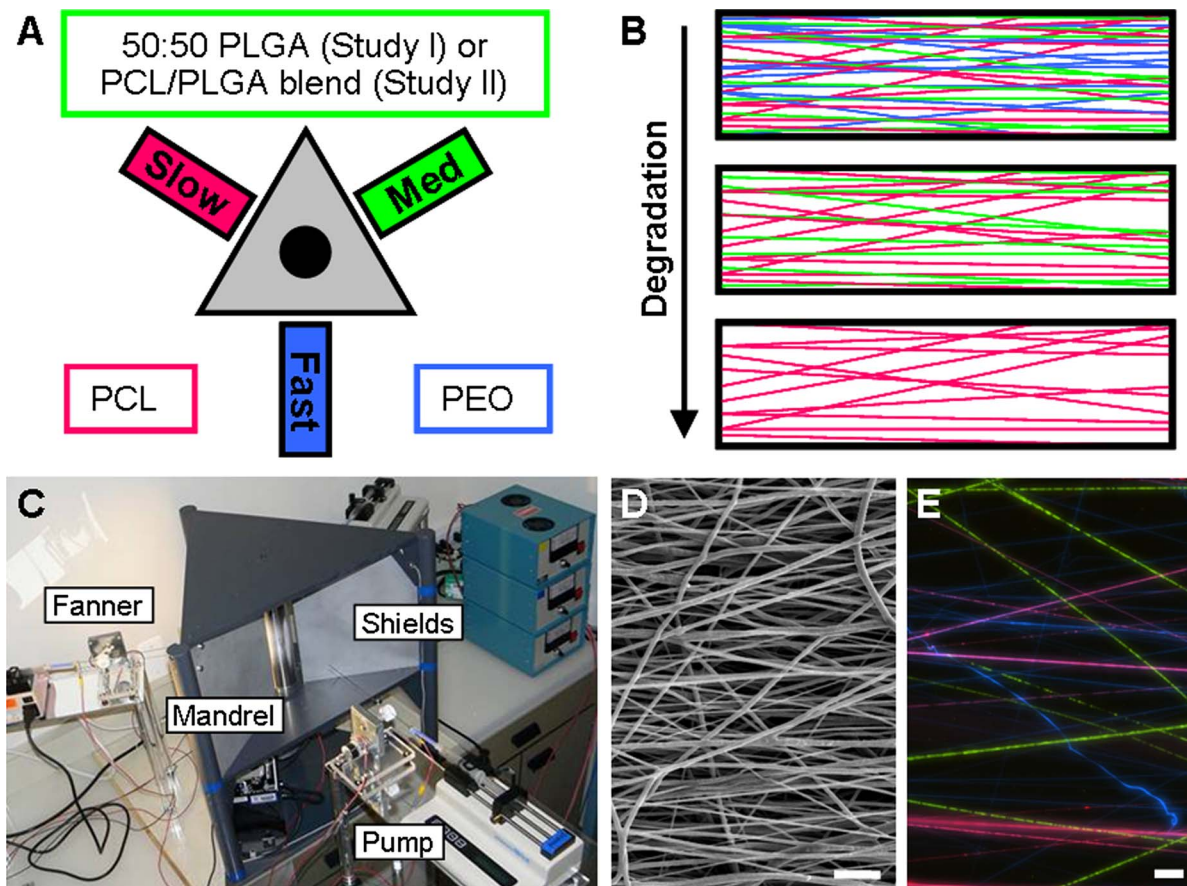 A
50:50 PLGA (Study I) or
PCL/PLGA blend (Study II)
Slow
Med
Fast
PCL
PEO
B
Degradation
C
Fanner
Shields
Mandrel
Pump
D
E